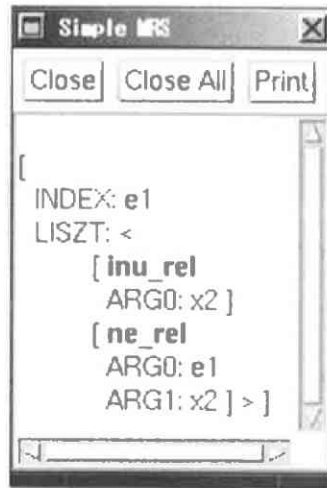 Simple MRS
Close Close All Print
[
INDEX: e1
LISZT: <
[ inu_rel
ARG0: x2 ]
[ ne_rel
ARG0: e1
ARG1: x2 ] > ]